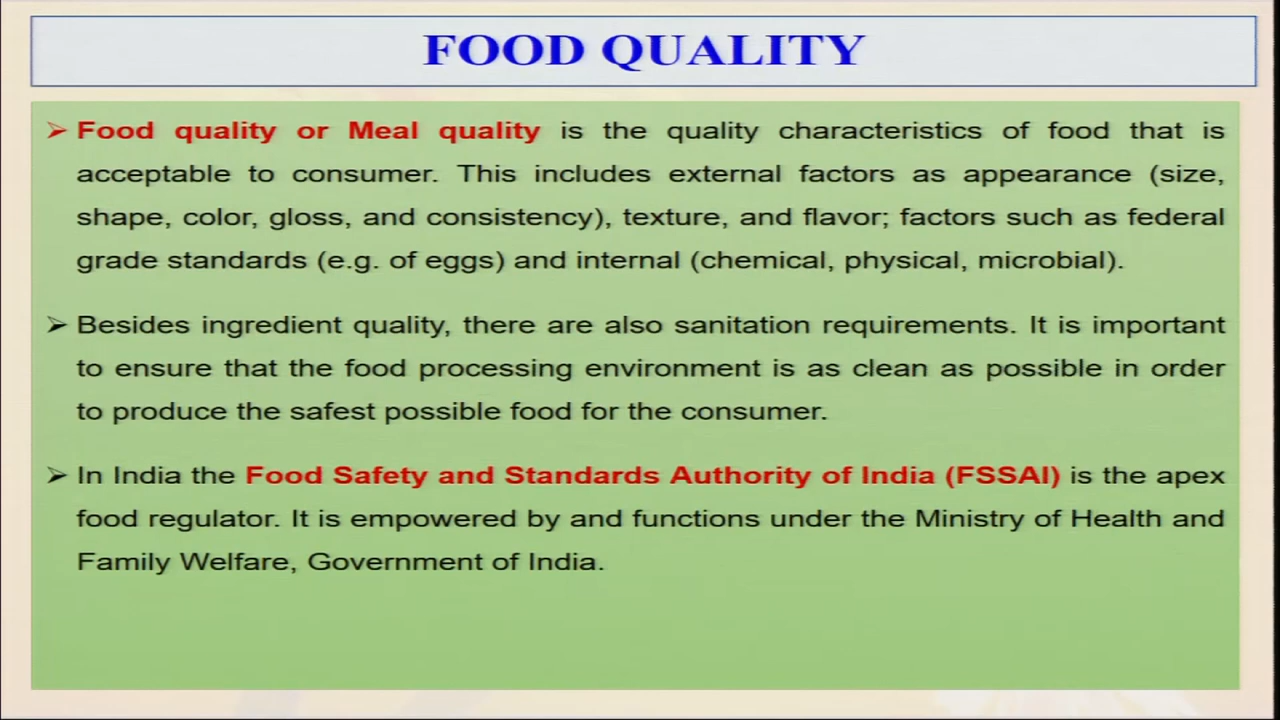 FOOD QUALITY
➢ Food quality or Meal quality is the quality characteristics of food that is
acceptable to consumer. This includes external factors as appearance (size,
shape, color, gloss, and consistency), texture, and flavor; factors such as federal
grade standards (e.g. of eggs) and internal (chemical, physical, microbial).
➢ Besides ingredient quality, there are also sanitation requirements. It is important
to ensure that the food processing environment is as clean as possible in order
to produce the safest possible food for the consumer.
➢ In India the Food Safety and Standards Authority of India (FSSAI) is the apex
food regulator. It is empowered by and functions under the Ministry of Health and
Family Welfare, Government of India.